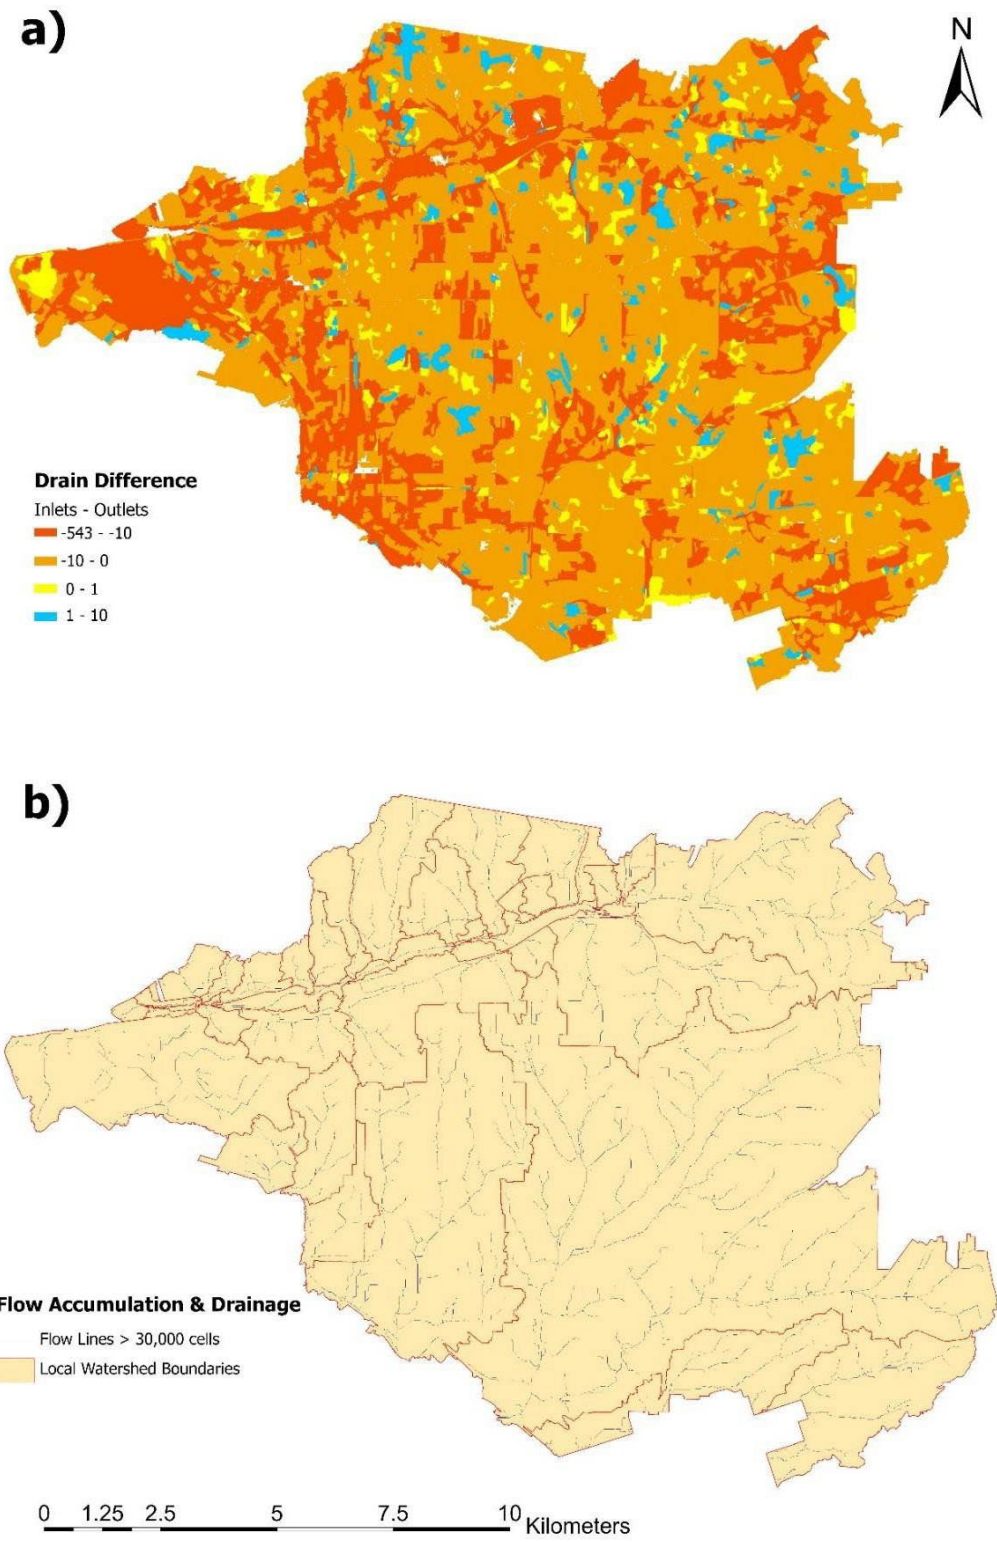 a)
N
Drain Difference
Inlets - Outlets
-543 - -10
-10 - 0
0 - 1
1 - 10
b)
Flow Accumulation & Drainage
Flow Lines > 30,000 cells
Local Watershed Boundaries
0 1.25 2.5 5 7.5 10 Kilometers